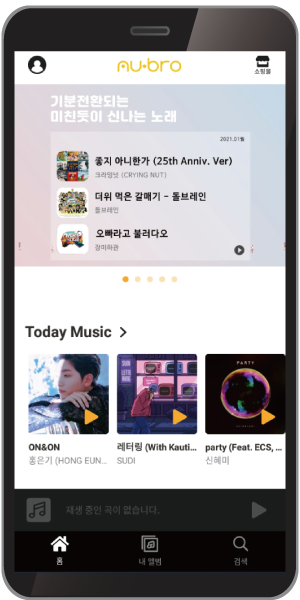 nu·bro
쇼핑몰
기분전환되는
미친듯이 신나는 노래
2021.01월
좋지 아니한가 (25th Anniv. Ver)
크라잉넛 (CRYING NUT)
더위 먹은 갈매기 - 돌브레인
돌브레인
오빠라고 불러다오
장미하관
Today Music >
ON&ON
홍은기 (HONG EUN...
레터링 (With Kauti...
SUDI
PARTY
party (Feat. ECS, ...
신해미
재생 중인 곡이 없습니다.
홈
내 앨범
검색